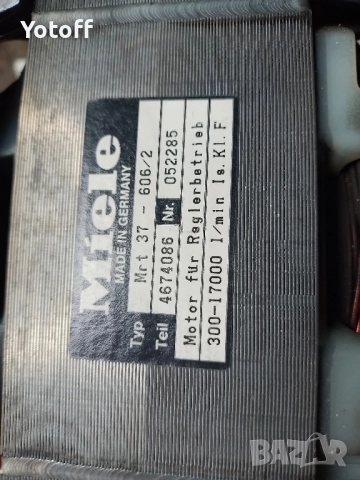 Yotoff
Miele
MADE IN GERMANY
Typ Mrt 37 - 606/2
Teil 4674086 Nr. 052285
Motor für Reglerbetrieb
300-17000 1/min Is.Kl.F
BAZAR